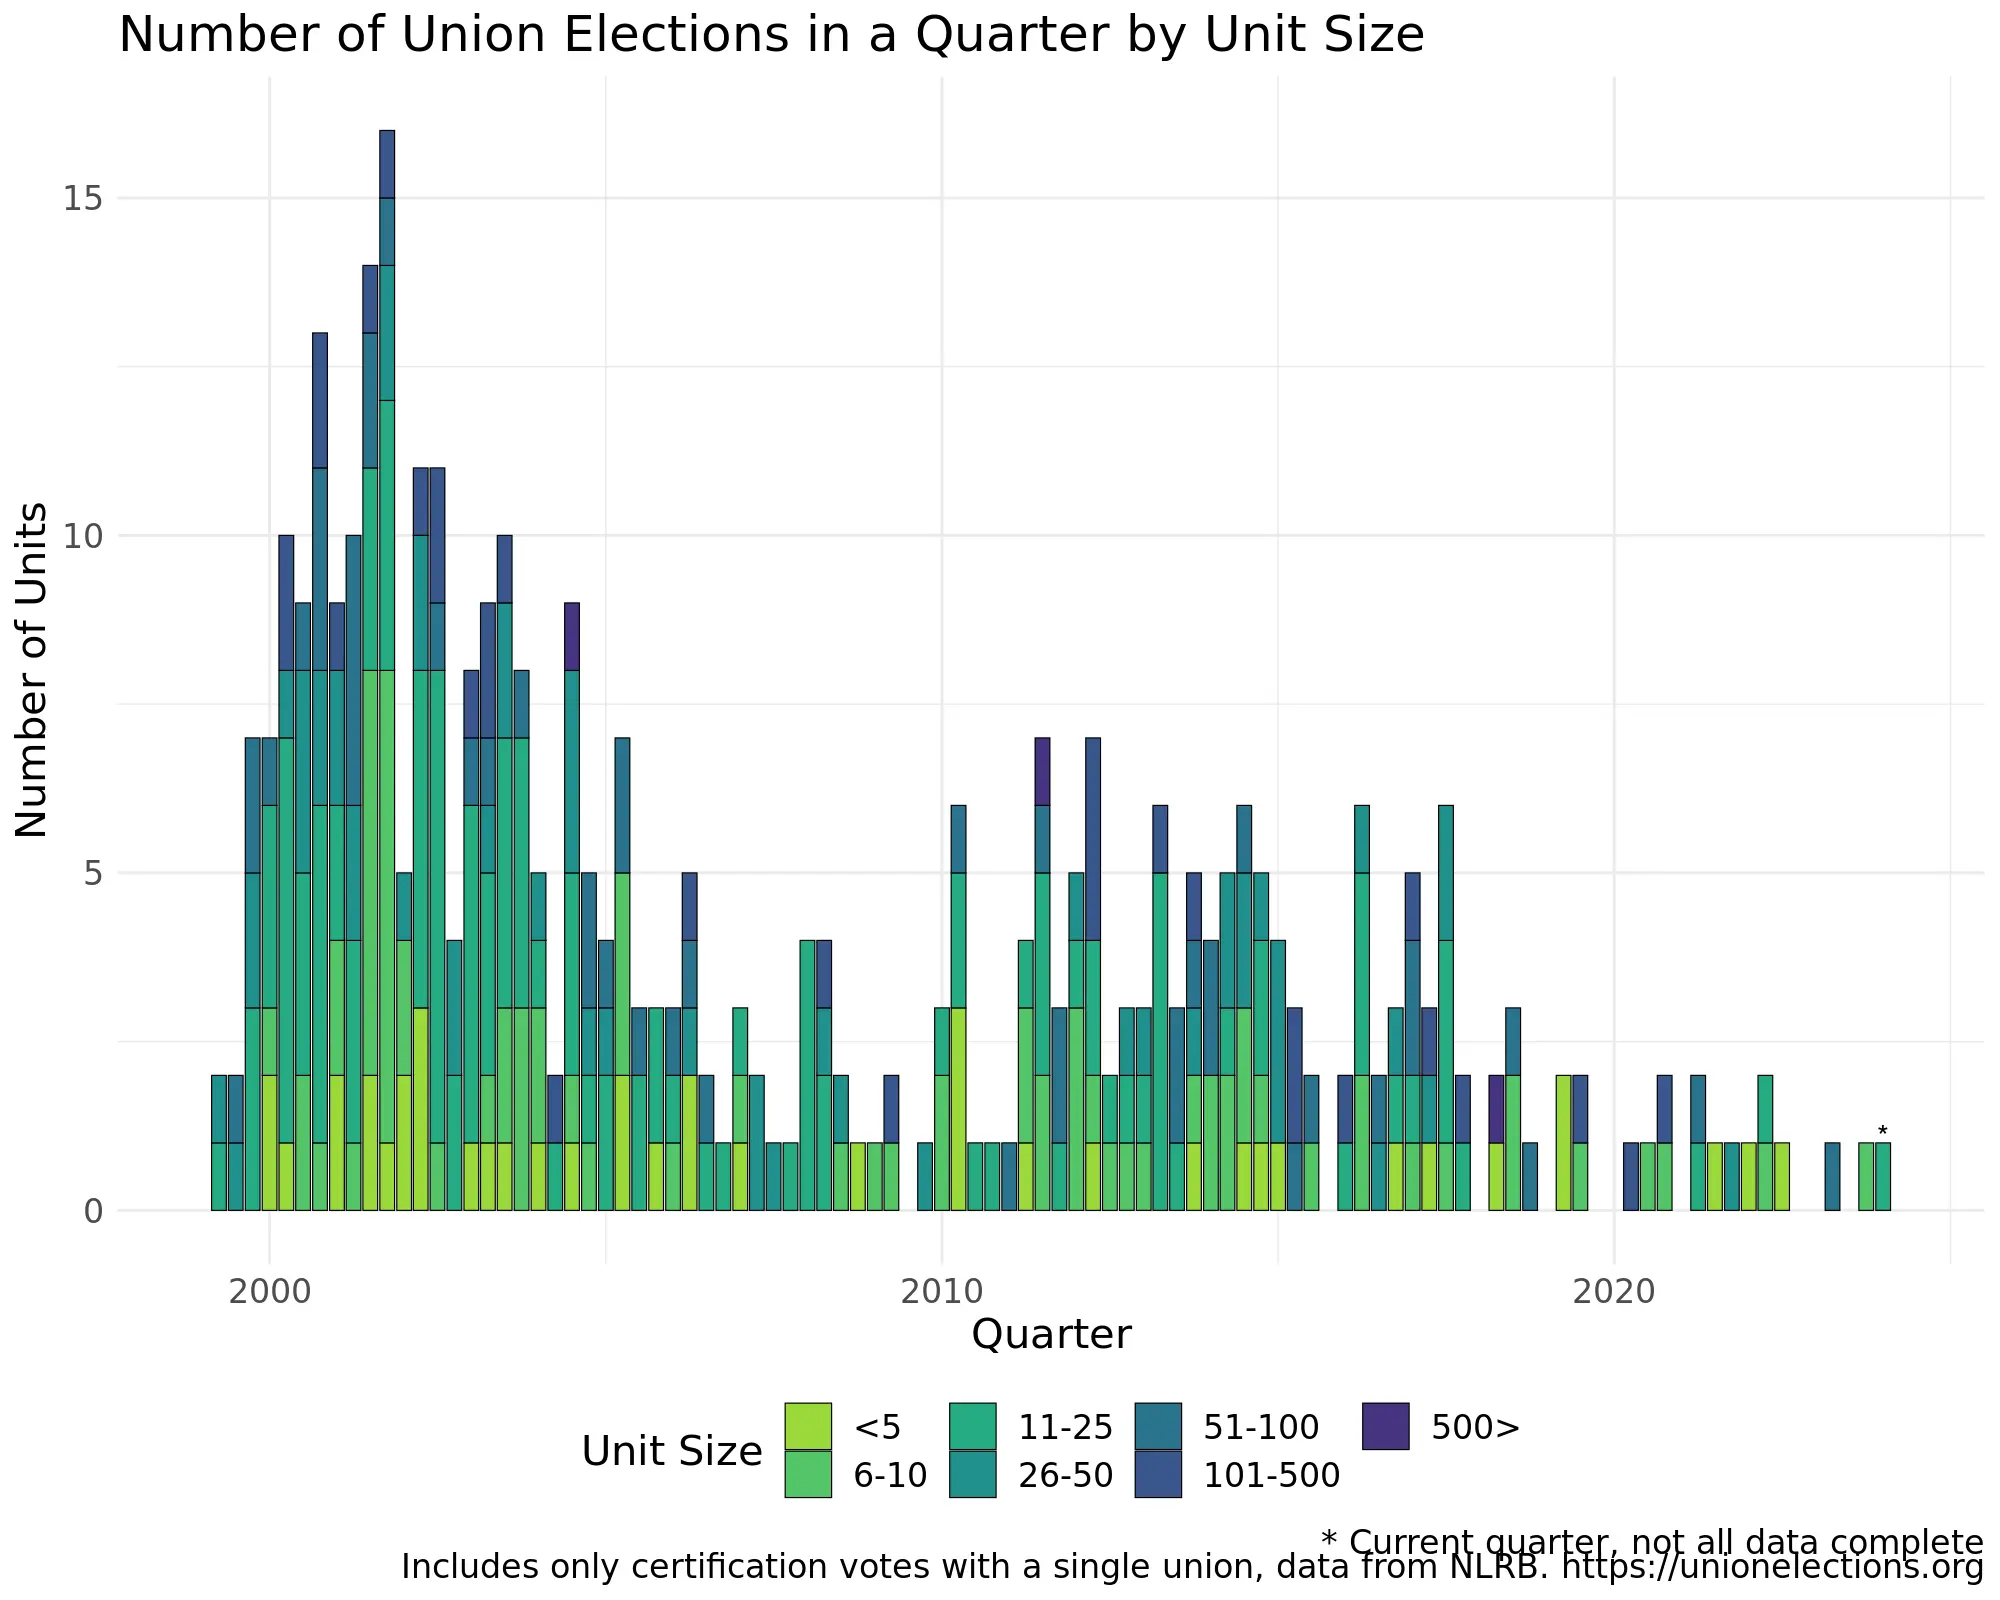 Number of Union Elections in a Quarter by Unit Size
Number of Units
15
10
5
0
*
2000
2010
2020
Quarter
Unit Size
<5
11-25
51-100
500>
6-10
26-50
101-500
* Current quarter, not all data complete
Includes only certification votes with a single union, data from NLRB. https://unionelections.org